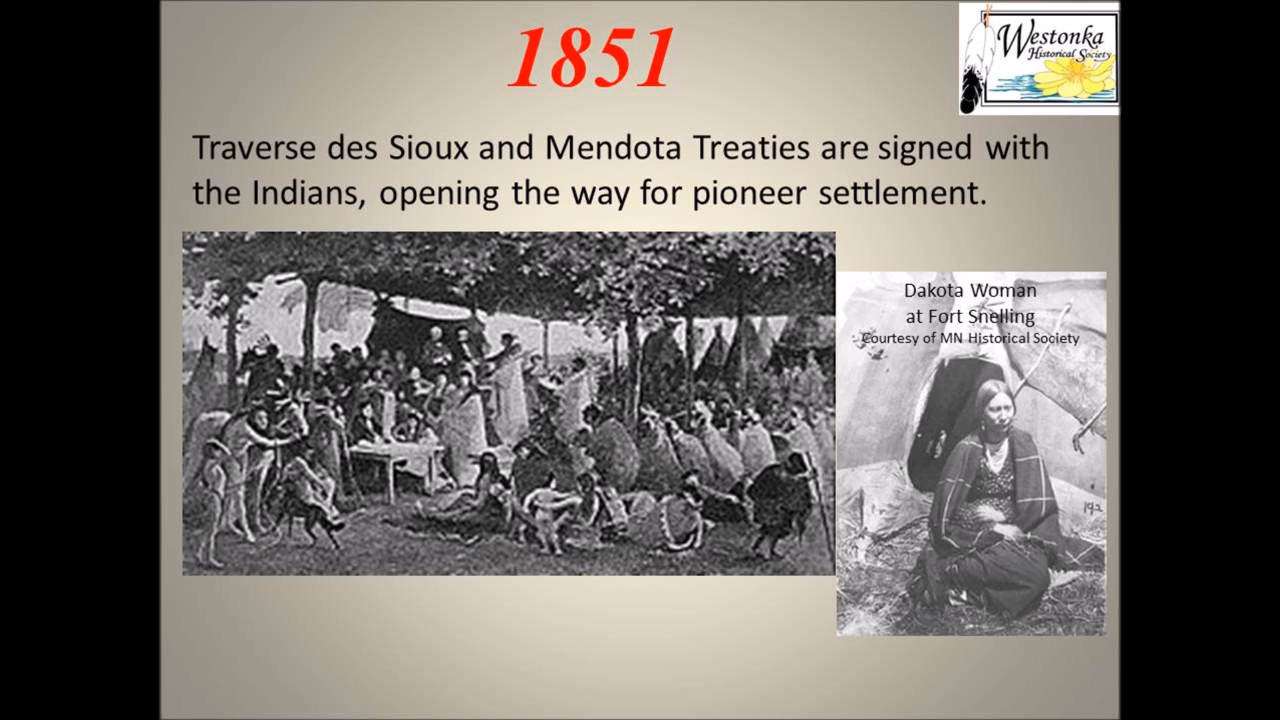 1851
Westonka
Historical Society
Traverse des Sioux and Mendota Treaties are signed with
the Indians, opening the way for pioneer settlement.
Dakota Woman
at Fort Snelling
Courtesy of MN Historical Society
192